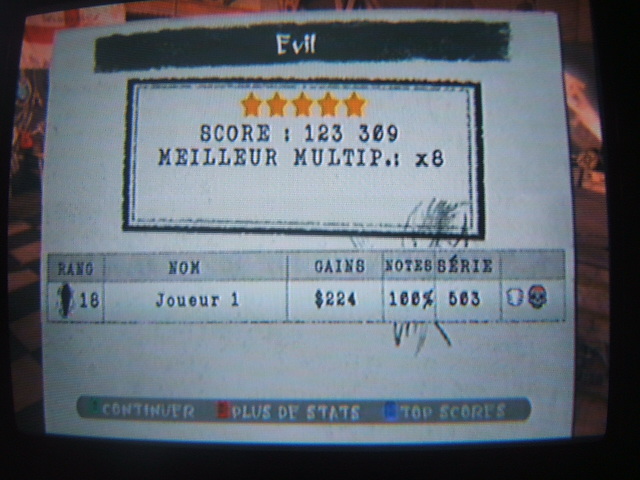 Evil
SCORE : 123 309
MEILLEUR MULTIP.: x8
RANG NOM GAINS NOTES SÉRIE
18 Joueur 1 $224 100% 503
CONTINUER PLUS DE STATS TOP SCORES